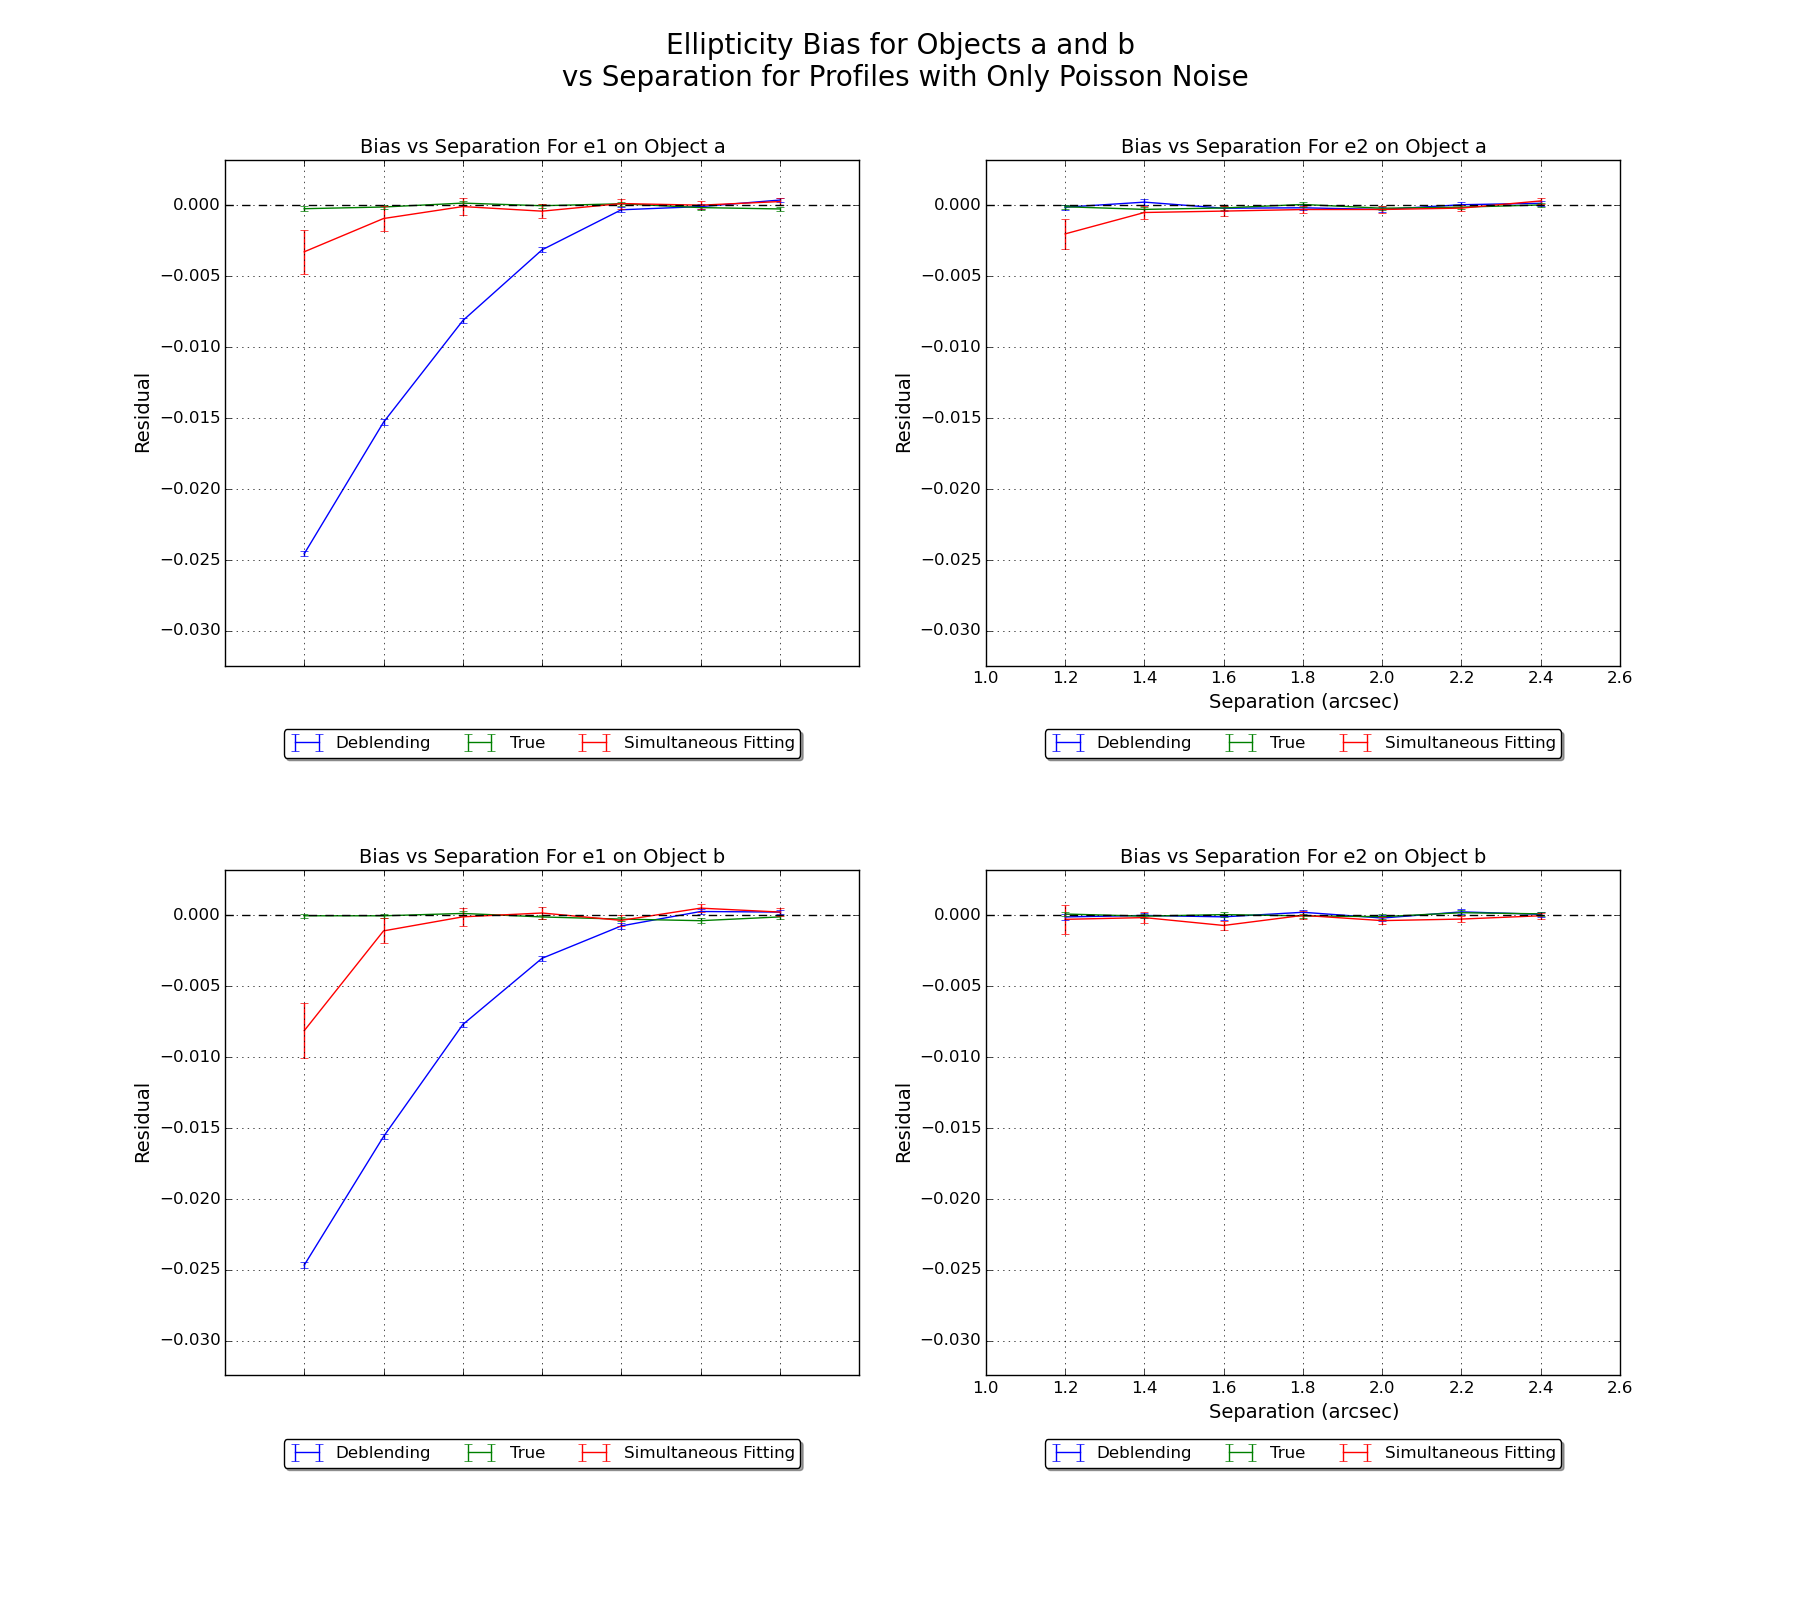 Ellipticity Bias for Objects a and b
vs Separation for Profiles with Only Poisson Noise
Bias vs Separation For e1 on Object a
0.000
−0.005
−0.010
−0.015
−0.020
−0.025
−0.030
Residual
Deblending True Simultaneous Fitting
Bias vs Separation For e2 on Object a
0.000
−0.005
−0.010
−0.015
−0.020
−0.025
−0.030
Residual
1.0 1.2 1.4 1.6 1.8 2.0 2.2 2.4 2.6
Separation (arcsec)
Deblending True Simultaneous Fitting
Bias vs Separation For e1 on Object b
0.000
−0.005
−0.010
−0.015
−0.020
−0.025
−0.030
Residual
Deblending True Simultaneous Fitting
Bias vs Separation For e2 on Object b
0.000
−0.005
−0.010
−0.015
−0.020
−0.025
−0.030
Residual
1.0 1.2 1.4 1.6 1.8 2.0 2.2 2.4 2.6
Separation (arcsec)
Deblending True Simultaneous Fitting